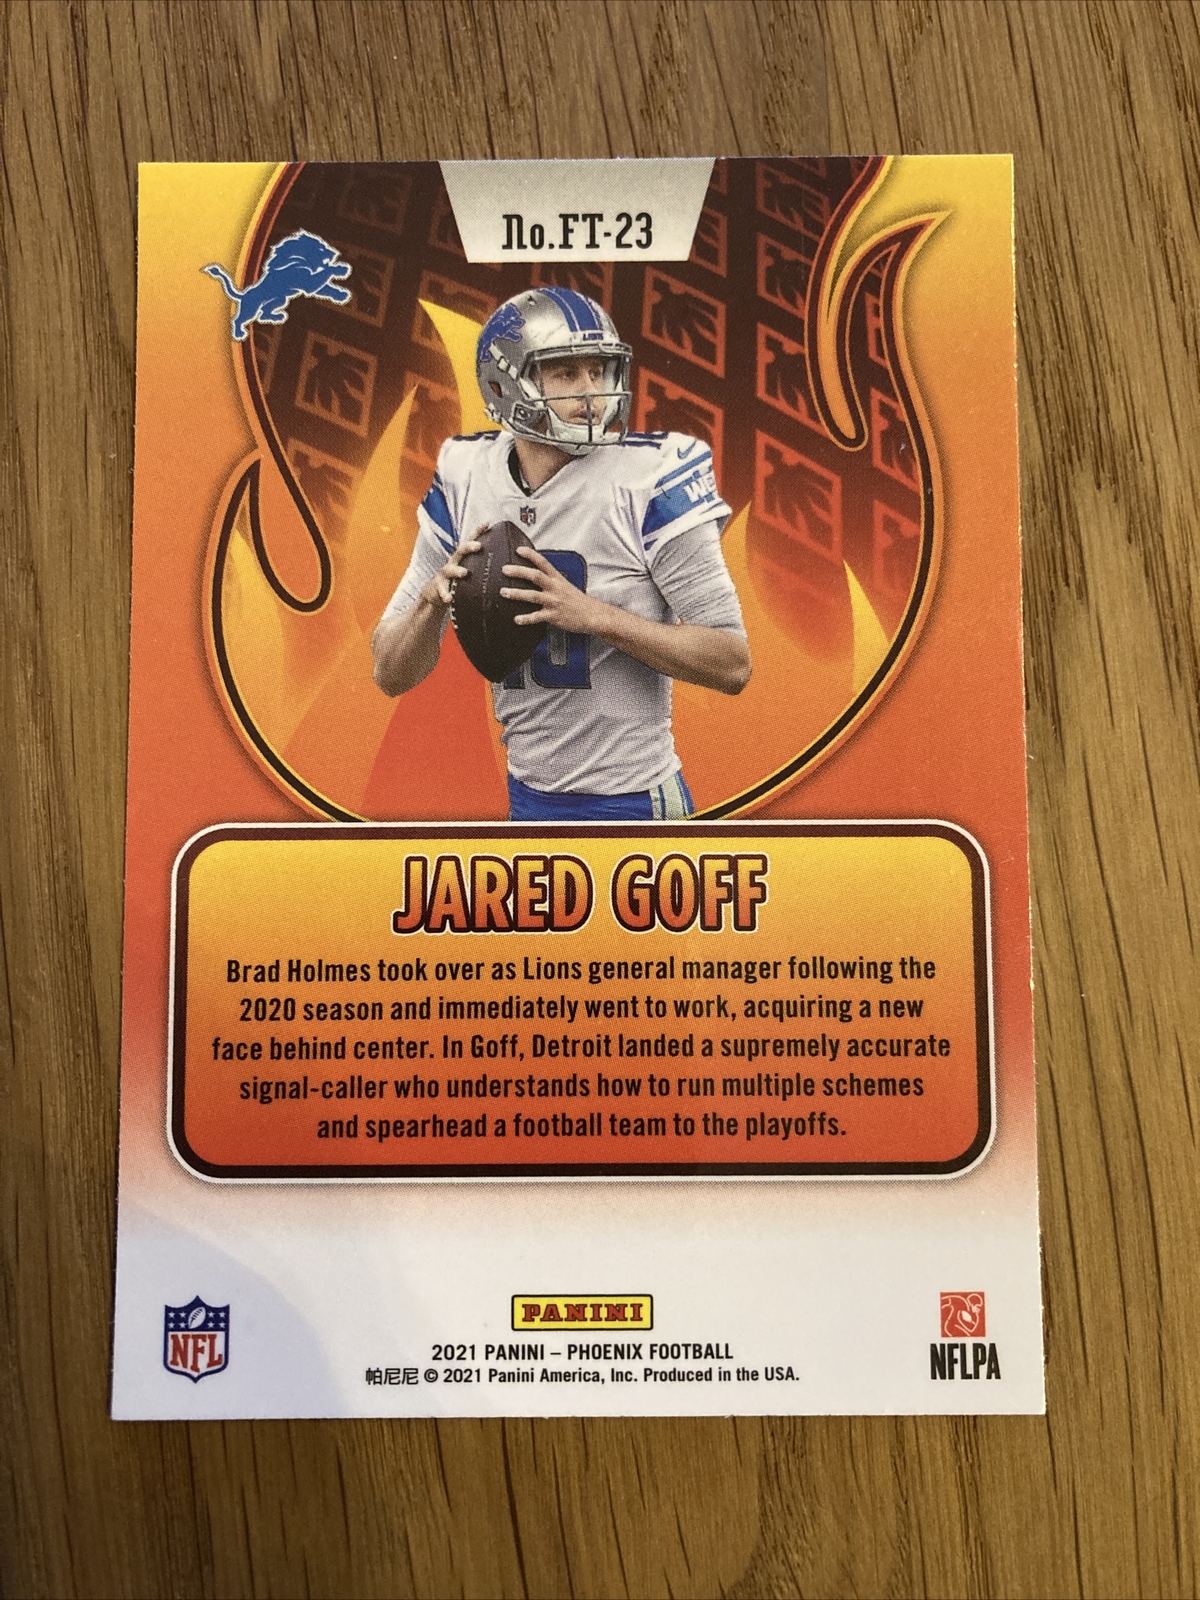 No.FT-23
LIONS
WE
10
JARED GOFF
Brad Holmes took over as Lions general manager following the
2020 season and immediately went to work, acquiring a new
face behind center. In Goff, Detroit landed a supremely accurate
signal-caller who understands how to run multiple schemes
and spearhead a football team to the playoffs.
NFL
PANINI
2021 PANINI – PHOENIX FOOTBALL
帕尼尼 © 2021 Panini America, Inc. Produced in the USA.
NFLPA